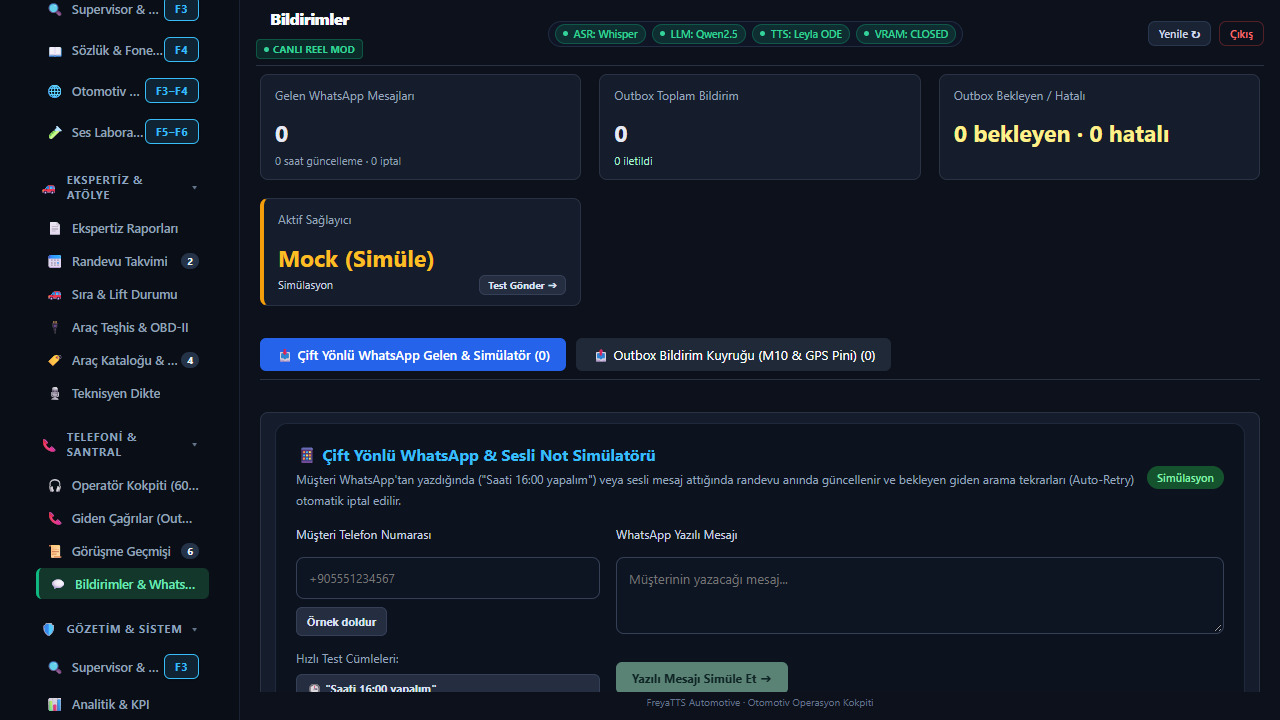 Supervisor & ... F3
Sözlük & Fone... F4
Otomotiv ... F3–F4
Ses Labora... F5–F6
EKSPERTİZ &
ATÖLYE
Ekspertiz Raporları
Randevu Takvimi 2
Sıra & Lift Durumu
Araç Teşhis & OBD-II
Araç Kataloğu & ... 4
Teknisyen Dikte
TELEFONİ &
SANTRAL
Operatör Kokpiti (60...
Giden Çağrılar (Out...
Görüşme Geçmişi 6
Bildirimler & Whats...
GÖZETİM & SİSTEM
Supervisor & ... F3
Analitik & KPI
Bildirimler
CANLI REEL MOD
ASR: Whisper
LLM: Qwen2.5
TTS: Leyla ODE
VRAM: CLOSED
Yenile ↻
Çıkış
Gelen WhatsApp Mesajları
0
0 saat güncelleme · 0 iptal
Outbox Toplam Bildirim
0
0 iletildi
Outbox Bekleyen / Hatalı
0 bekleyen · 0 hatalı
Aktif Sağlayıcı
Mock (Simüle)
Simülasyon
Test Gönder →
Çift Yönlü WhatsApp Gelen & Simülatör (0)
Outbox Bildirim Kuyruğu (M10 & GPS Pini) (0)
Çift Yönlü WhatsApp & Sesli Not Simülatörü
Müşteri WhatsApp'tan yazdığında ("Saati 16:00 yapalım") veya sesli mesaj attığında randevu anında güncellenir ve bekleyen giden arama tekrarları (Auto-Retry)
otomatik iptal edilir.
Simülasyon
Müşteri Telefon Numarası
+905551234567
Örnek doldur
Hızlı Test Cümleleri:
"Saati 16:00 yapalım"
WhatsApp Yazılı Mesajı
Müşterinin yazacağı mesaj...
Yazılı Mesajı Simüle Et →
FreyaTTS Automotive · Otomotiv Operasyon Kokpiti